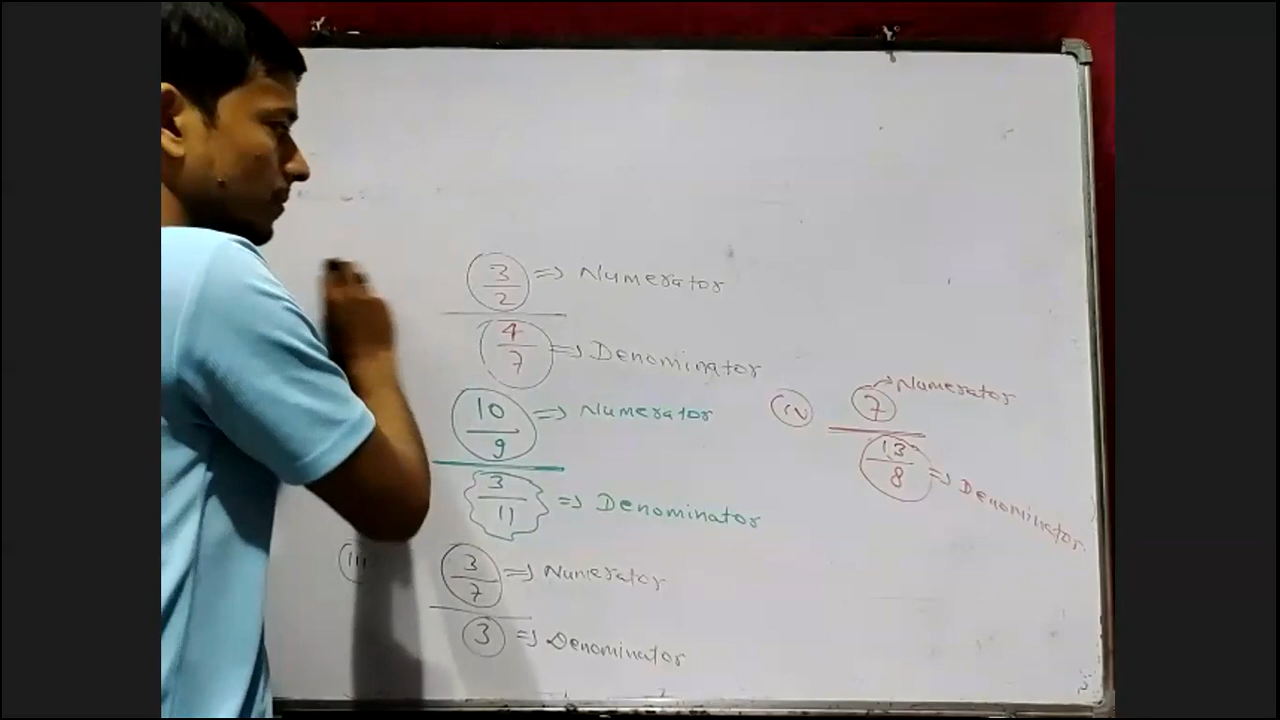 3 => Numerator
2
4
7 => Denominator
10 => Numerator
9
3
11 => Denominator
(iii) 3 => Numerator
7
3 => Denominator
(iv) 7 → Numerator
13
8 => Denominator